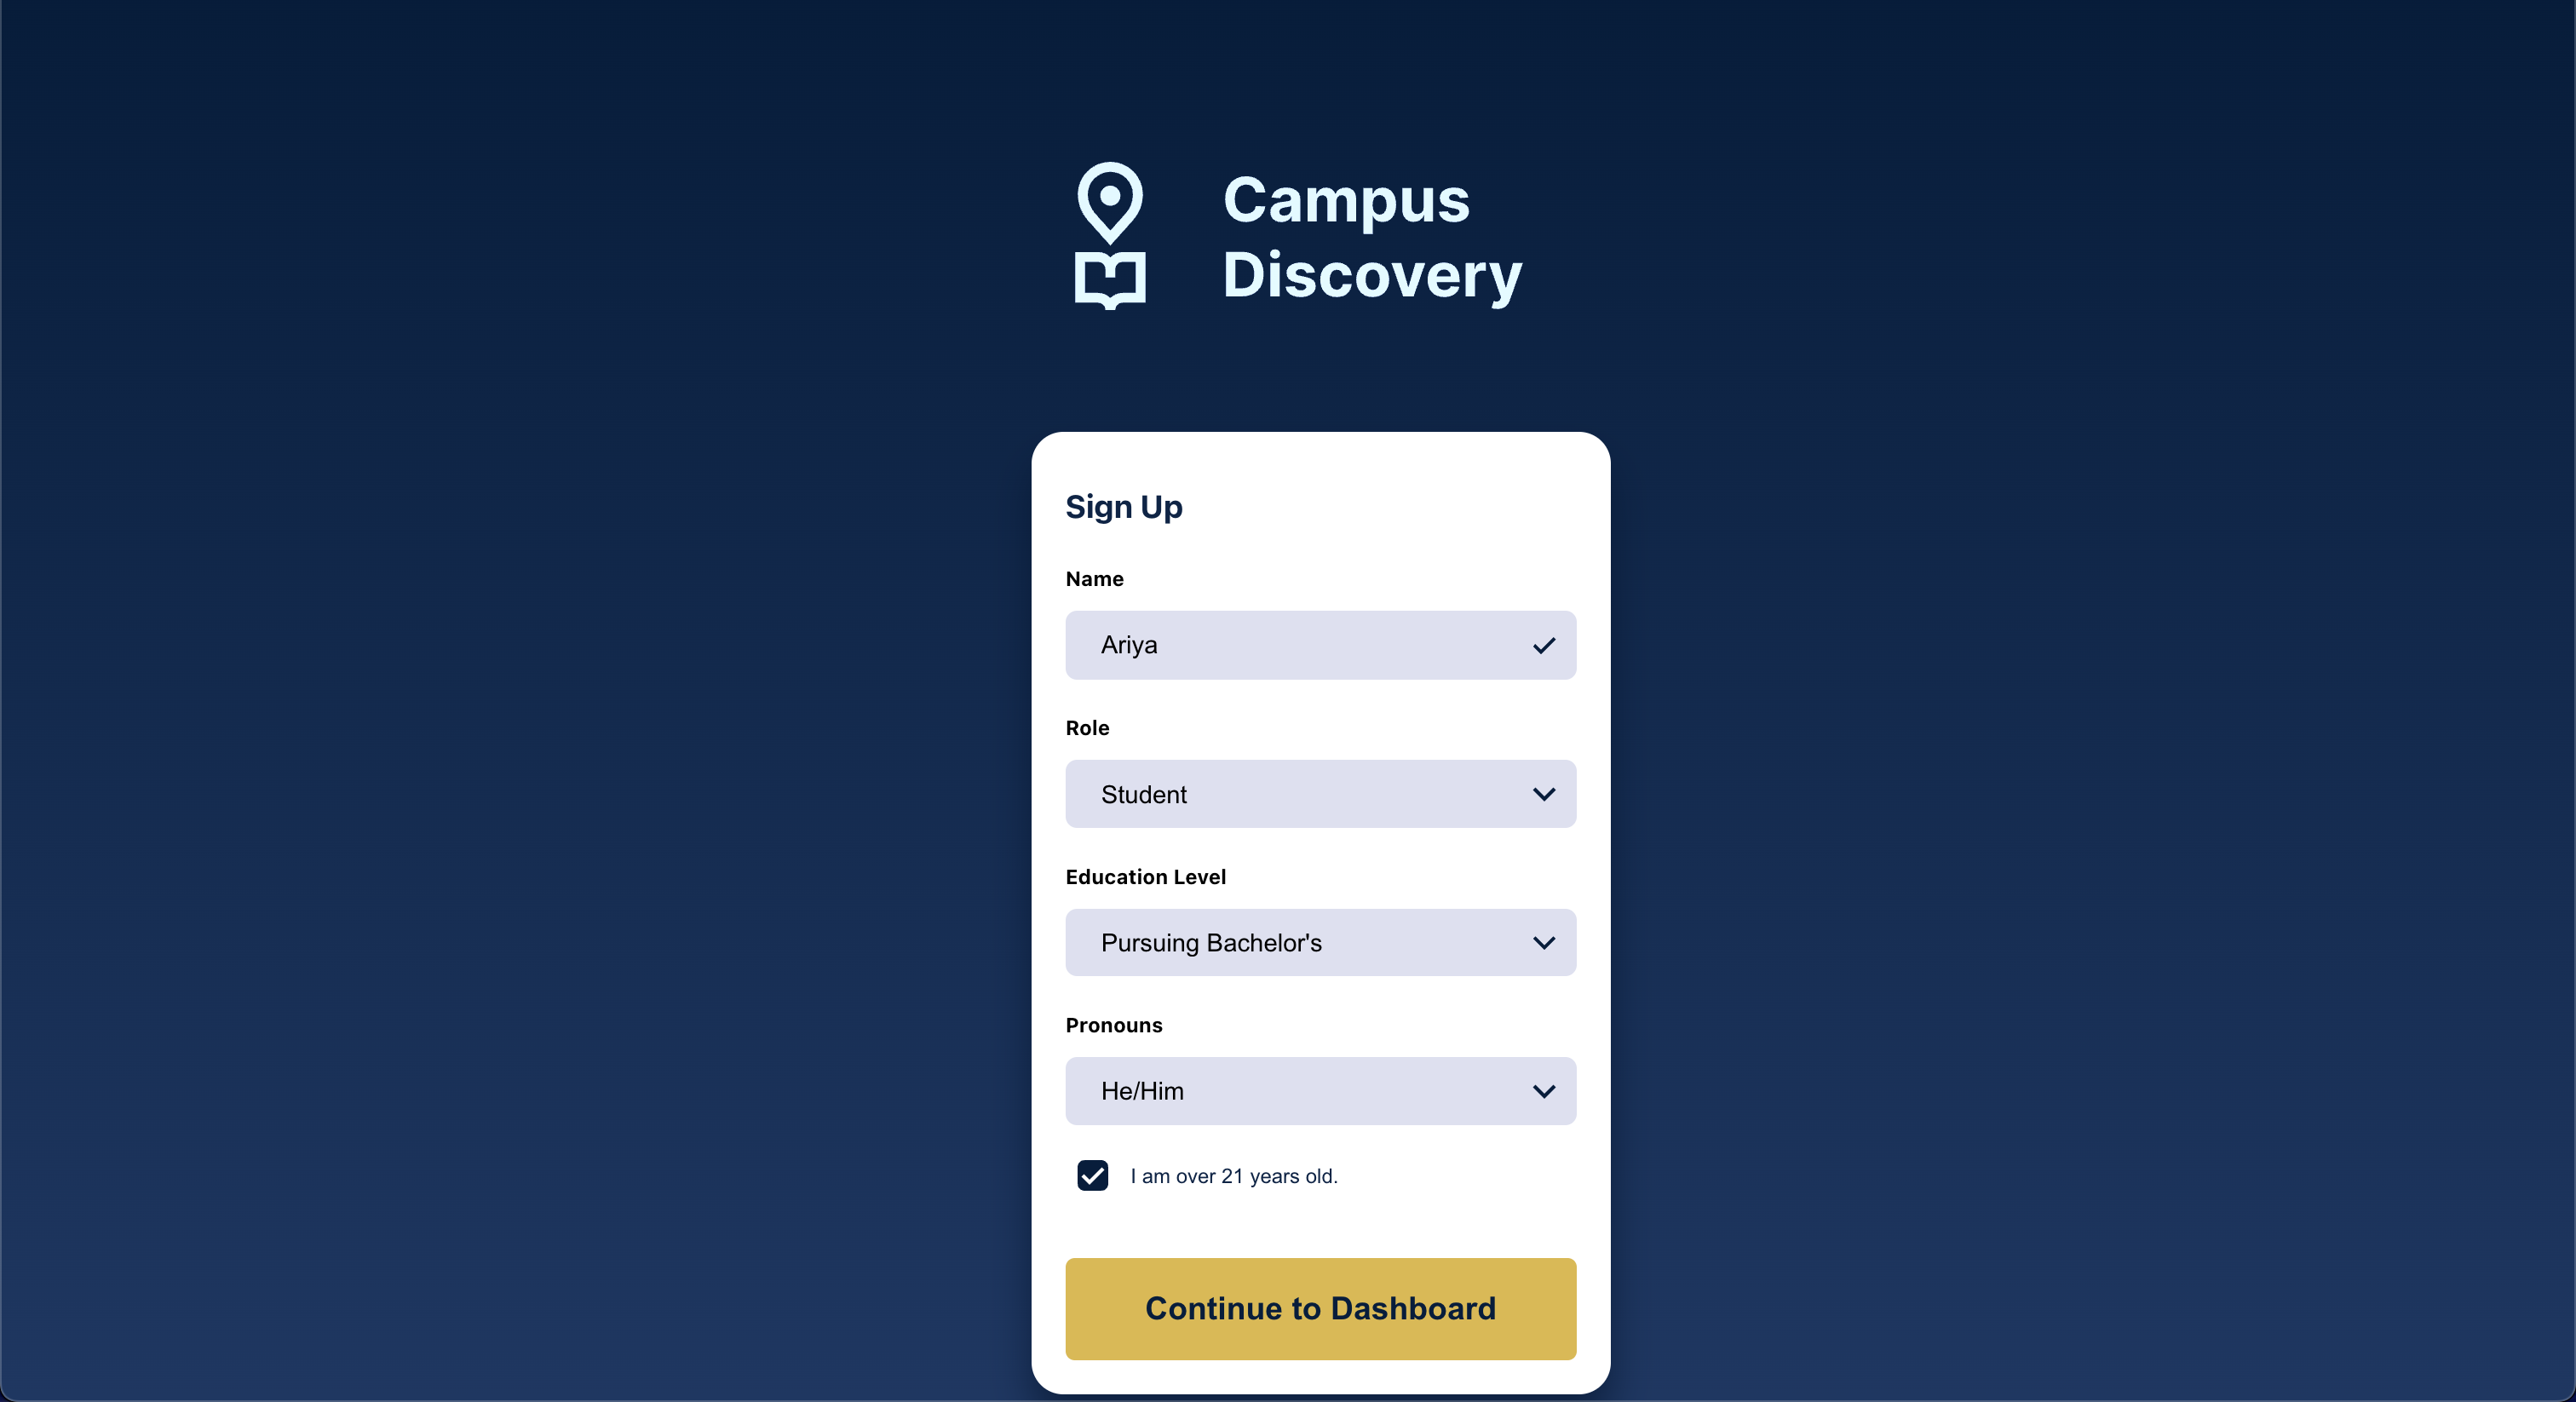 Campus
Discovery
Sign Up
Name
Ariya
Role
Student
Education Level
Pursuing Bachelor's
Pronouns
He/Him
I am over 21 years old.
Continue to Dashboard